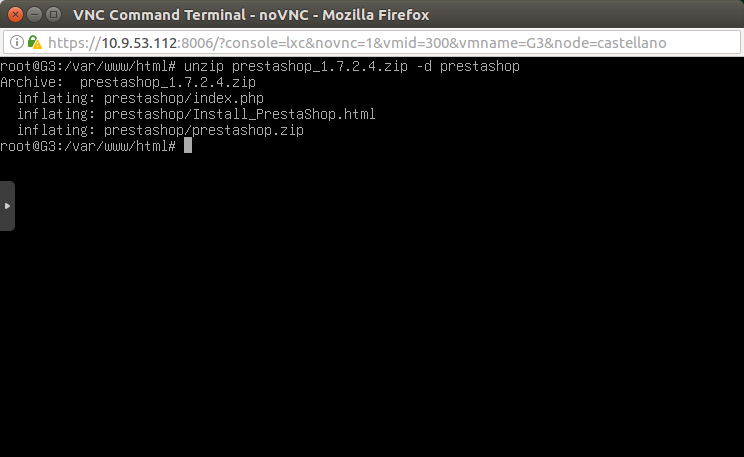 VNC Command Terminal - noVNC - Mozilla Firefox
https://10.9.53.112:8006/?console=lxc&novnc=1&vmid=300&vmname=G3&node=castellano
root@G3:/var/www/html# unzip prestashop_1.7.2.4.zip -d prestashop
Archive:  prestashop_1.7.2.4.zip
  inflating: prestashop/index.php
  inflating: prestashop/Install_PrestaShop.html
  inflating: prestashop/prestashop.zip
root@G3:/var/www/html#